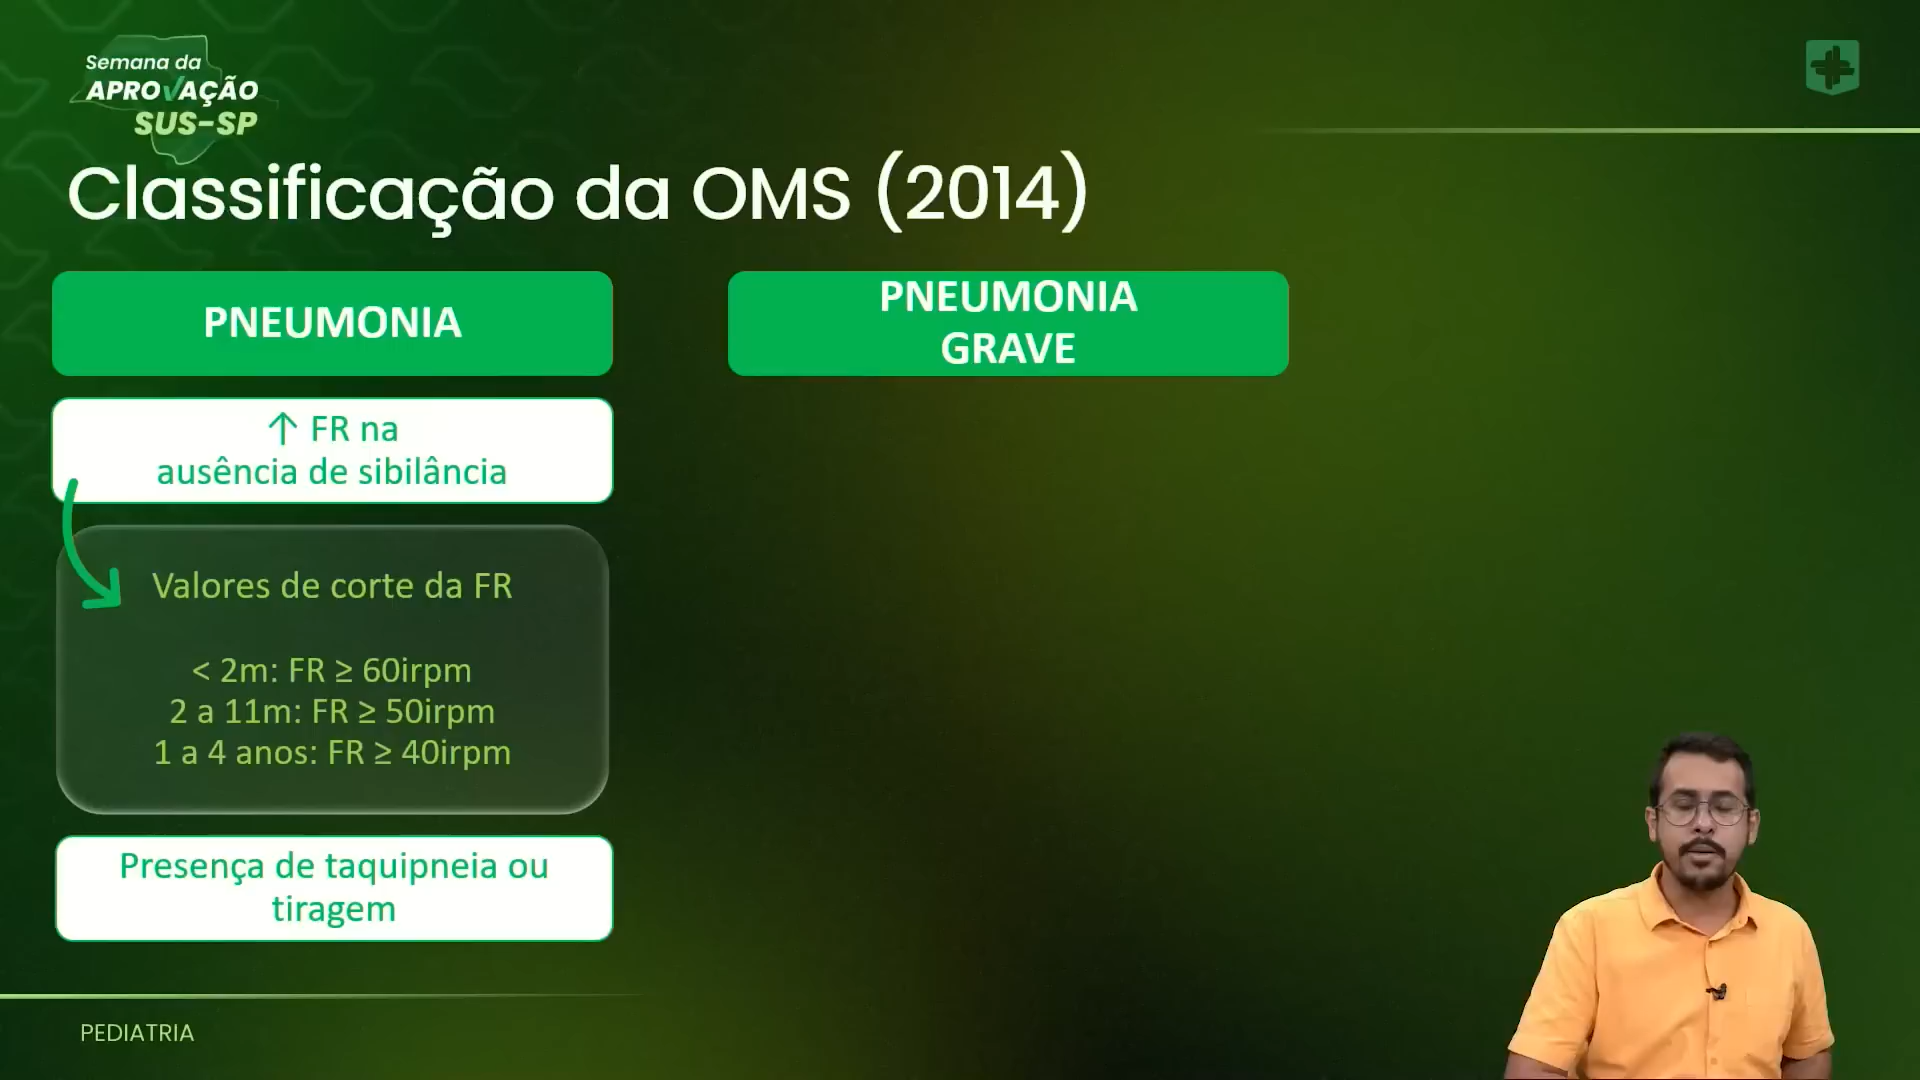 Semana da
APROVAÇÃO
SUS-SP
Classificação da OMS (2014)
PNEUMONIA
↑ FR na
ausência de sibilância
Valores de corte da FR
< 2m: FR ≥ 60irpm
2 a 11m: FR ≥ 50irpm
1 a 4 anos: FR ≥ 40irpm
Presença de taquipneia ou
tiragem
PNEUMONIA
GRAVE
PEDIATRIA